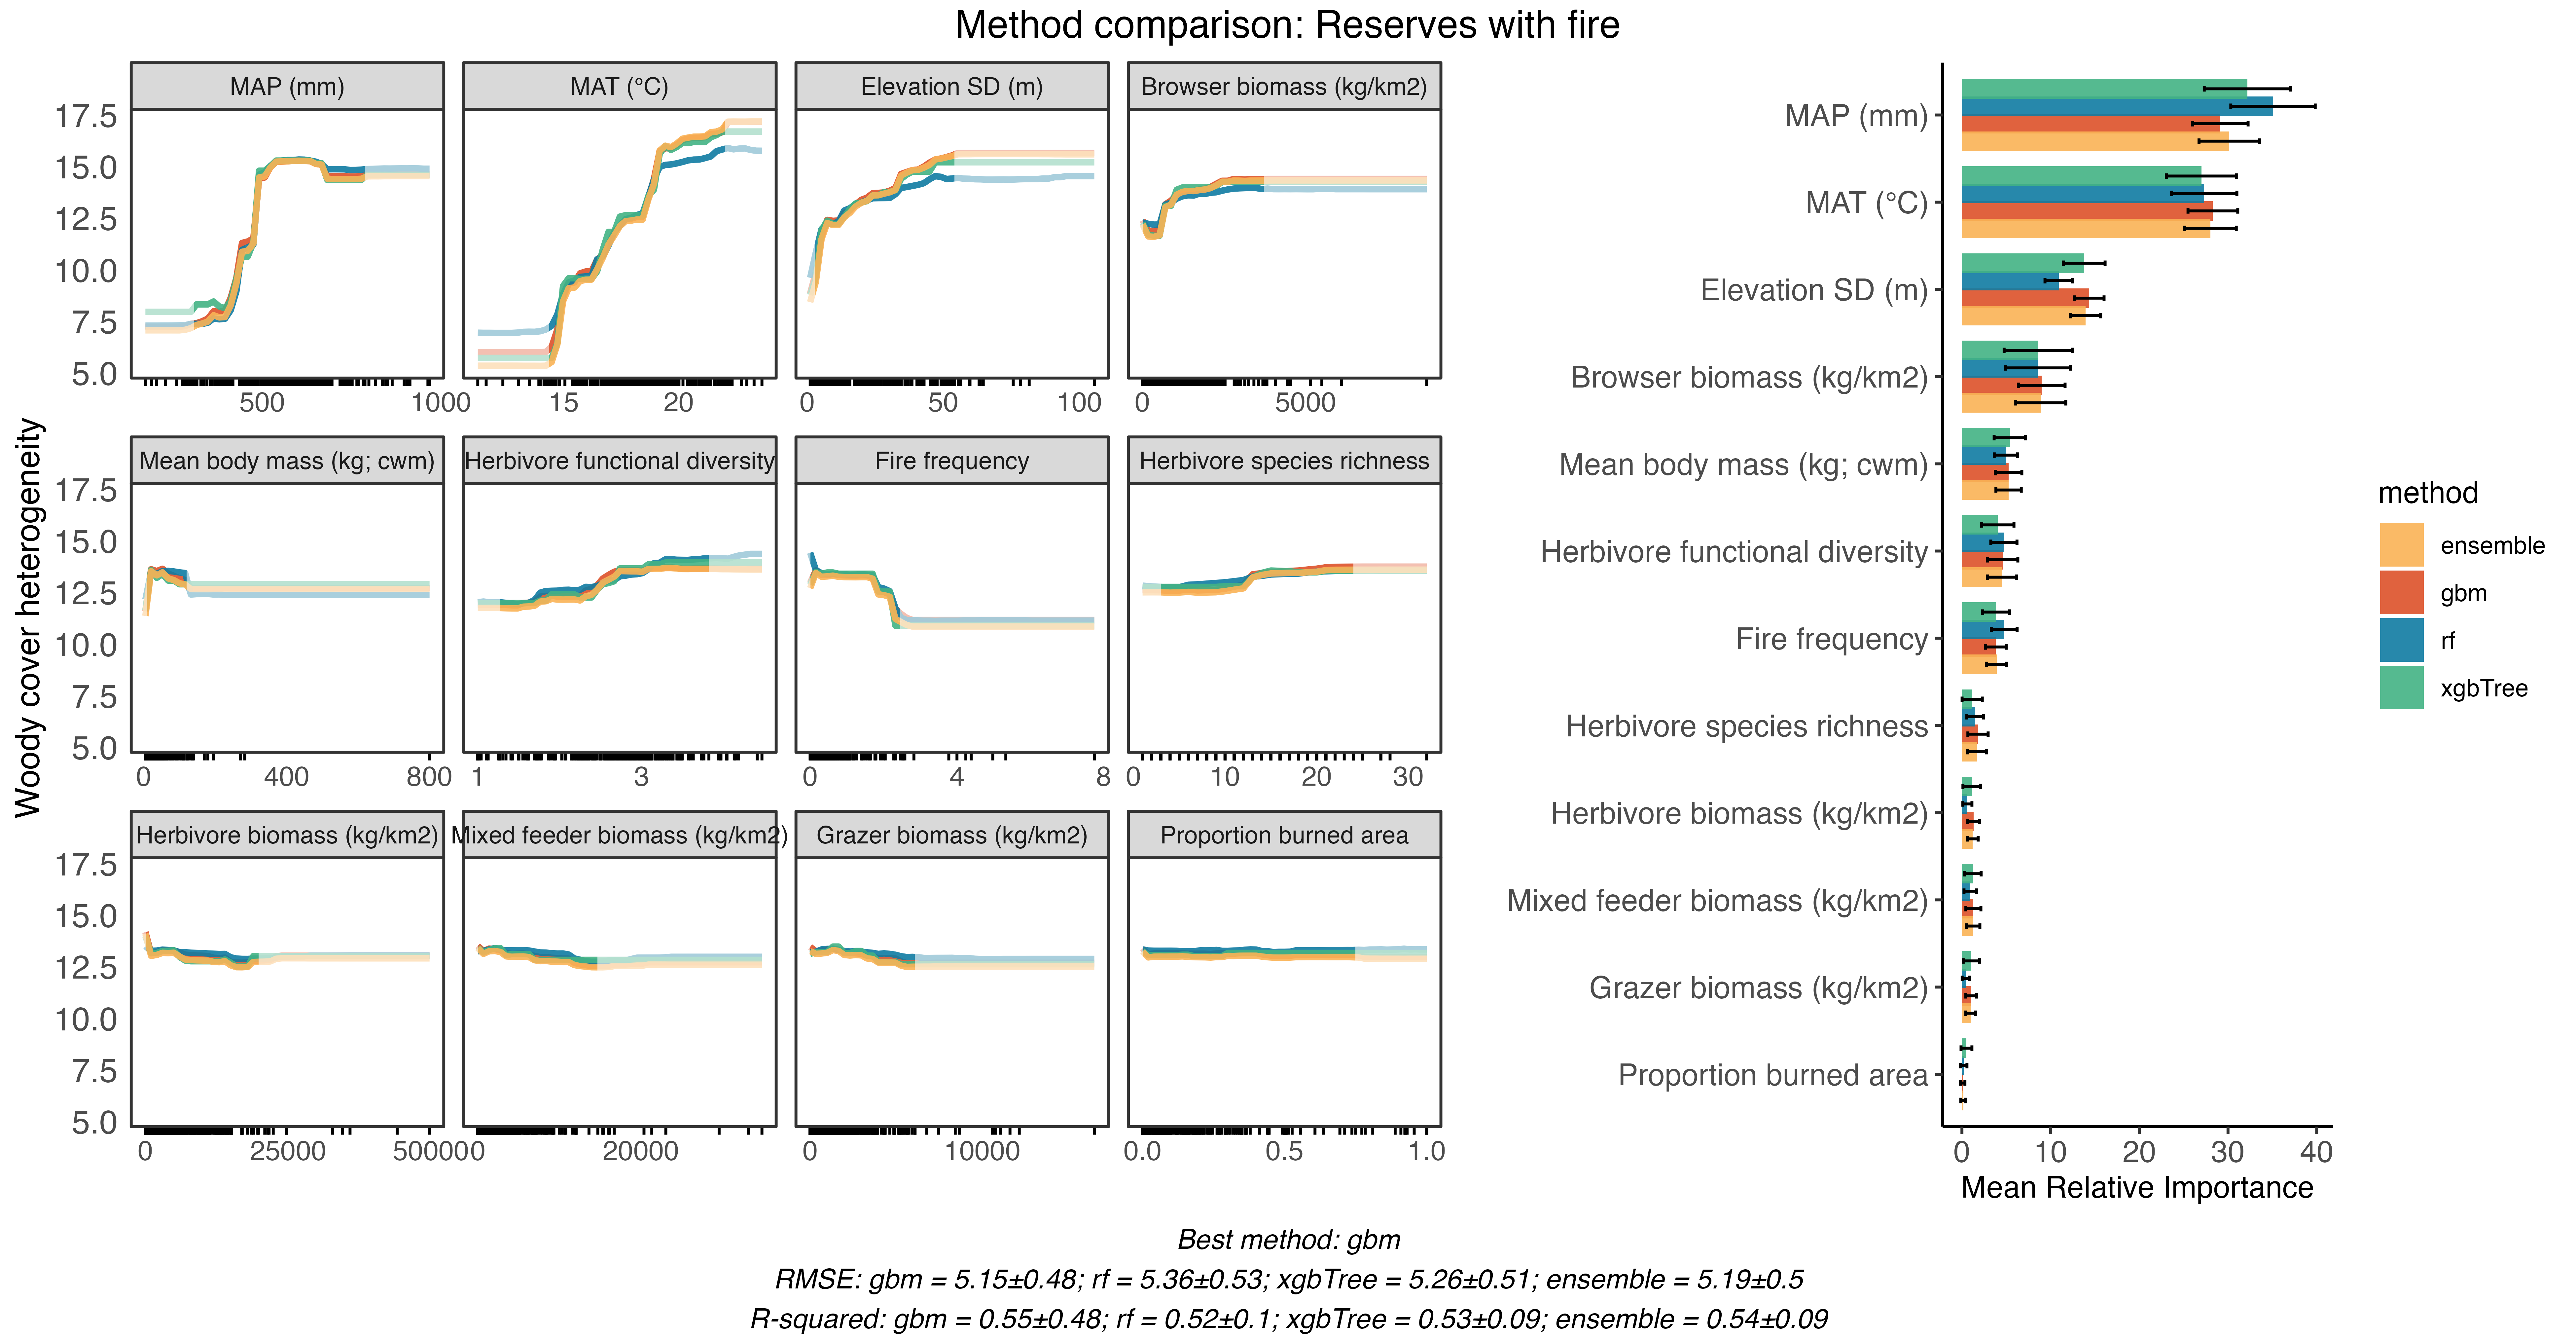 Method comparison: Reserves with fire
MAP (mm)
MAT (°C)
Elevation SD (m)
Browser biomass (kg/km2)
17.5
15.0
12.5
10.0
7.5
5.0
500
1000
15
20
0
50
100
0
5000
Mean body mass (kg; cwm)
Herbivore functional diversity
Fire frequency
Herbivore species richness
17.5
15.0
12.5
10.0
7.5
5.0
0
400
800
1
3
0
4
8
0
10
20
30
Herbivore biomass (kg/km2)
Mixed feeder biomass (kg/km2)
Grazer biomass (kg/km2)
Proportion burned area
17.5
15.0
12.5
10.0
7.5
5.0
0
25000
50000
0
20000
0
10000
0.0
0.5
1.0
Woody cover heterogeneity
MAP (mm)
MAT (°C)
Elevation SD (m)
Browser biomass (kg/km2)
Mean body mass (kg; cwm)
Herbivore functional diversity
Fire frequency
Herbivore species richness
Herbivore biomass (kg/km2)
Mixed feeder biomass (kg/km2)
Grazer biomass (kg/km2)
Proportion burned area
0
10
20
30
40
Mean Relative Importance
method
ensemble
gbm
rf
xgbTree
Best method: gbm
RMSE: gbm = 5.15±0.48; rf = 5.36±0.53; xgbTree = 5.26±0.51; ensemble = 5.19±0.5
R-squared: gbm = 0.55±0.48; rf = 0.52±0.1; xgbTree = 0.53±0.09; ensemble = 0.54±0.09